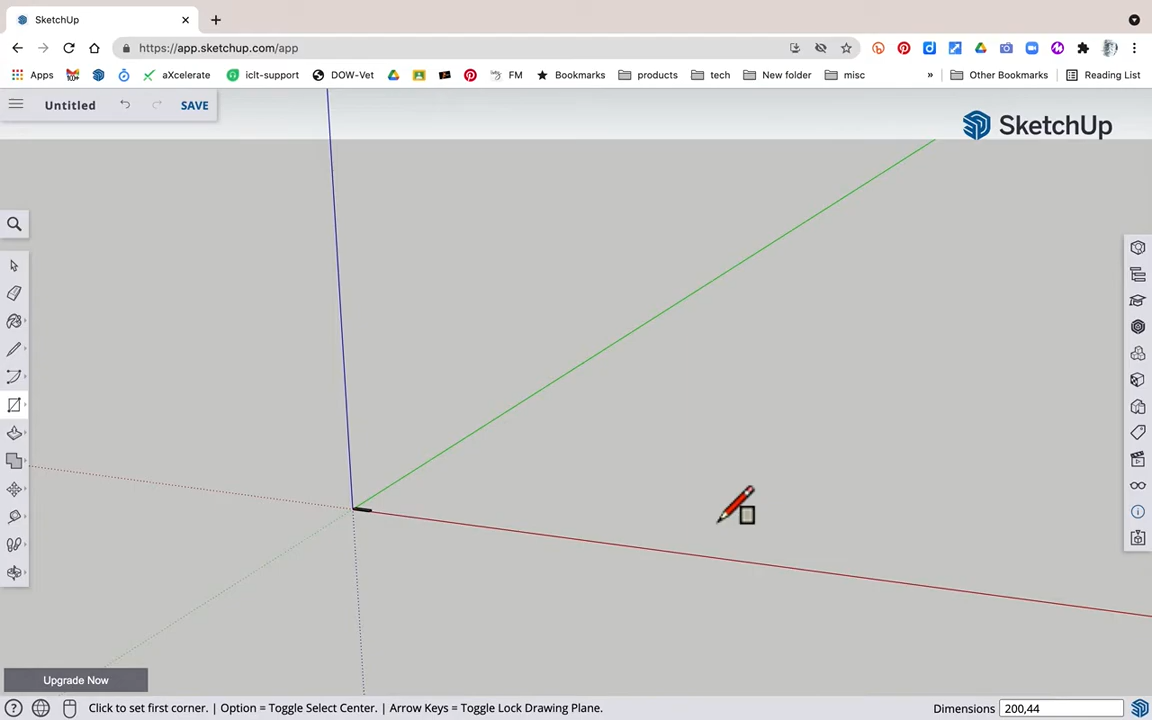 SketchUp
https://app.sketchup.com/app
Apps
10+
aXcelerate
iclt-support
DOW-Vet
FM
Bookmarks
products
tech
New folder
misc
»
Other Bookmarks
Reading List
Untitled
SAVE
SketchUp
Upgrade Now
Click to set first corner. | Option = Toggle Select Center. | Arrow Keys = Toggle Lock Drawing Plane.
Dimensions
200,44